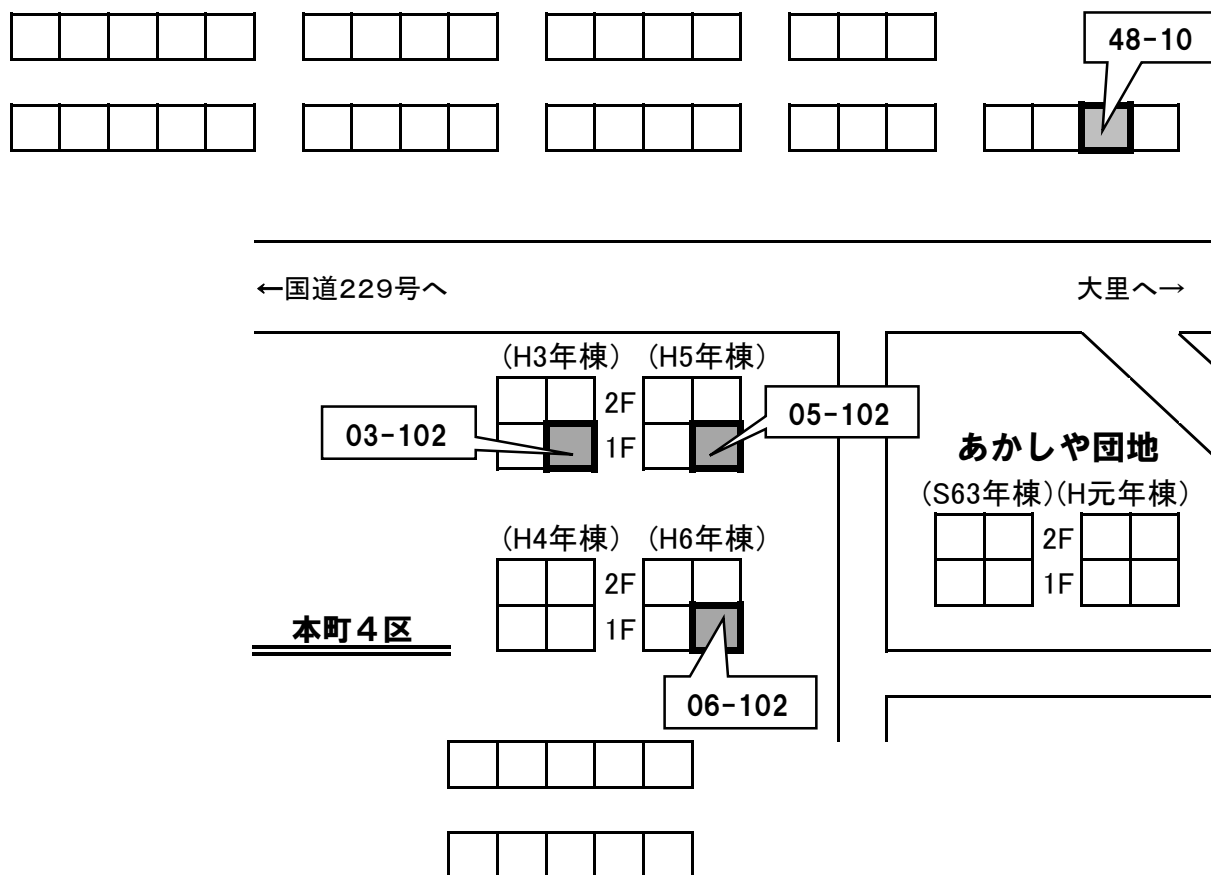 48-10
←国道229号へ
大里へ→
(H3年棟)
(H5年棟)
2F
03-102
1F
05-102
あかしや団地
(S63年棟)(H元年棟)
2F
1F
(H4年棟)
(H6年棟)
2F
1F
本町4区
06-102